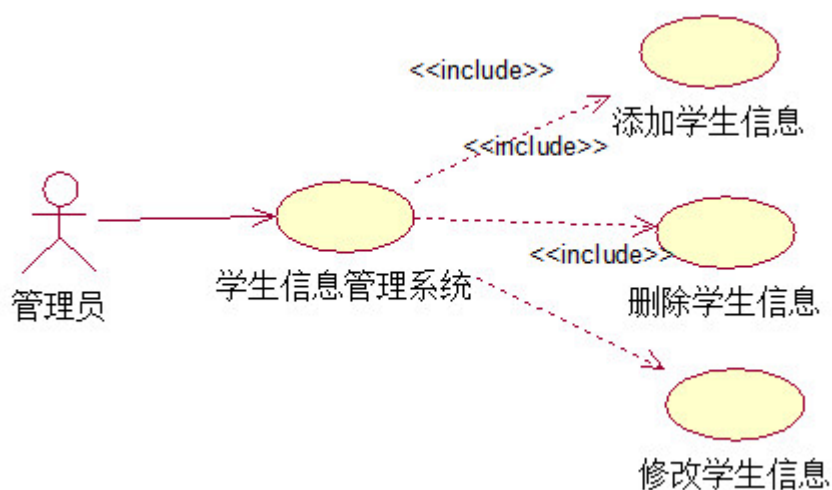 <<include>>
添加学生信息
<<include>>
管理员
学生信息管理系统
<<include>>
删除学生信息
修改学生信息